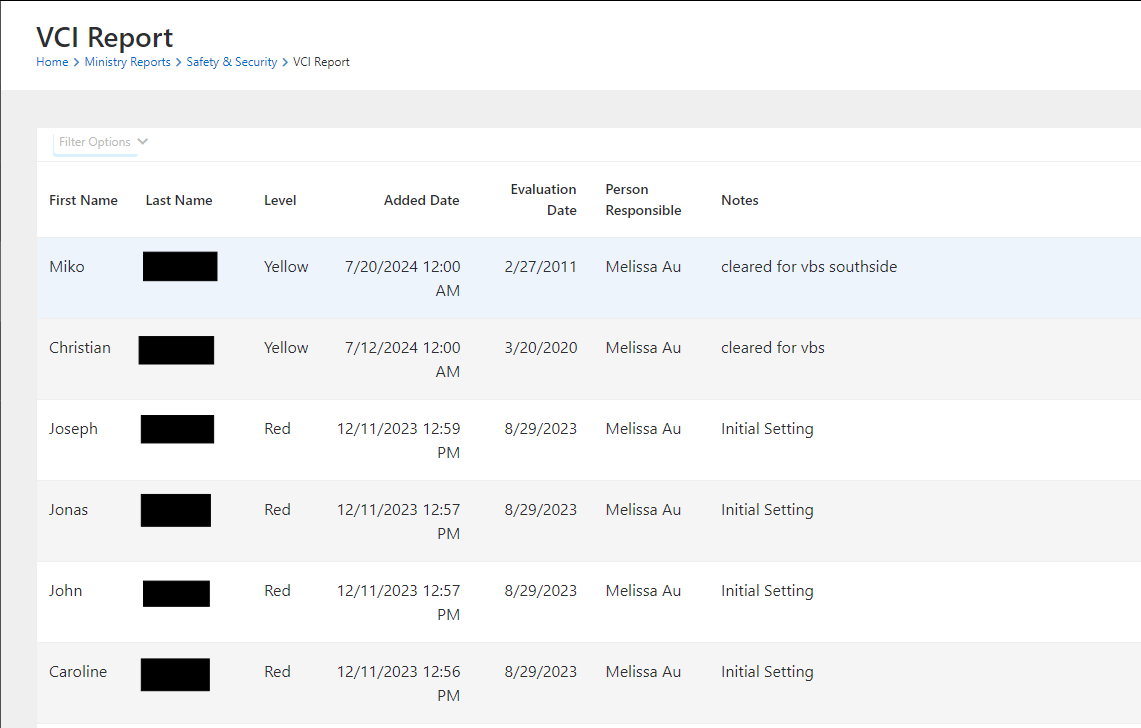 VCI Report
Home > Ministry Reports > Safety & Security > VCI Report
Filter Options
First Name Last Name Level Added Date Evaluation Date Person Responsible Notes
Miko Yellow 7/20/2024 12:00 AM 2/27/2011 Melissa Au cleared for vbs southside
Christian Yellow 7/12/2024 12:00 AM 3/20/2020 Melissa Au cleared for vbs
Joseph Red 12/11/2023 12:59 PM 8/29/2023 Melissa Au Initial Setting
Jonas Red 12/11/2023 12:57 PM 8/29/2023 Melissa Au Initial Setting
John Red 12/11/2023 12:57 PM 8/29/2023 Melissa Au Initial Setting
Caroline Red 12/11/2023 12:56 PM 8/29/2023 Melissa Au Initial Setting